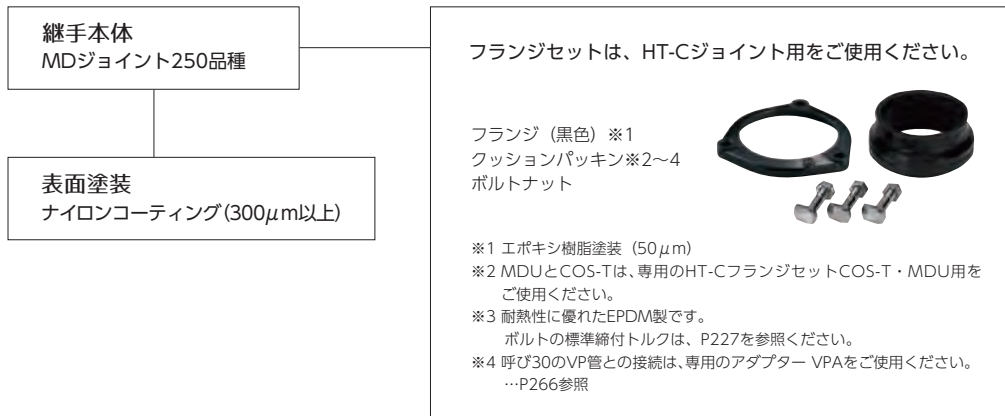 継手本体
MDジョイント250品種
表面塗装
ナイロンコーティング(300μm以上)
フランジセットは、HT-Cジョイント用をご使用ください。
フランジ（黒色）※1
クッションパッキン※2〜4
ボルトナット
※1 エポキシ樹脂塗装（50μm）
※2 MDUとCOS-Tは、専用のHT-CフランジセットCOS-T・MDU用を
ご使用ください。
※3 耐熱性に優れたEPDM製です。
ボルトの標準締付トルクは、P227を参照ください。
※4 呼び30のVP管との接続は、専用のアダプター VPAをご使用ください。
…P266参照